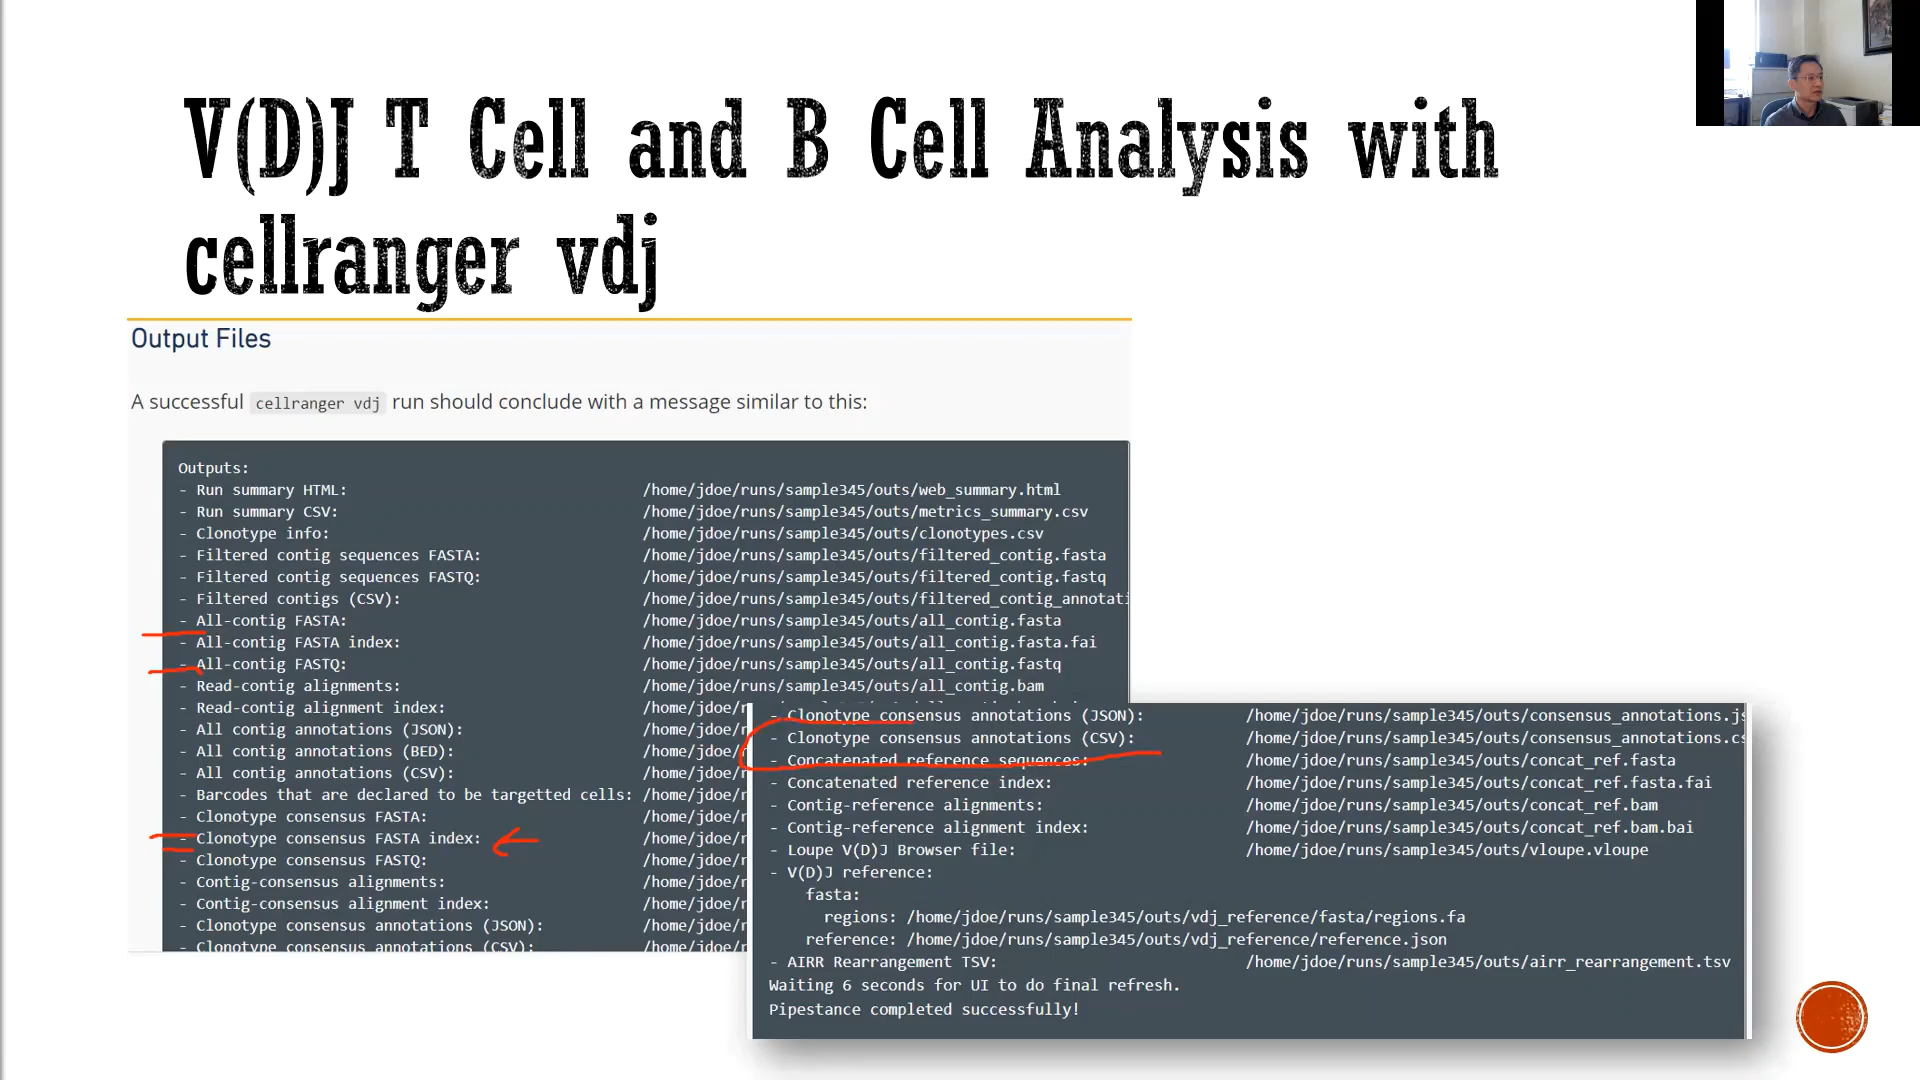 V(D)J T Cell and B Cell Analysis with
cellranger vdj
Output Files
A successful cellranger vdj run should conclude with a message similar to this:
Outputs:
- Run summary HTML: /home/jdoe/runs/sample345/outs/web_summary.html
- Run summary CSV: /home/jdoe/runs/sample345/outs/metrics_summary.csv
- Clonotype info: /home/jdoe/runs/sample345/outs/clonotypes.csv
- Filtered contig sequences FASTA: /home/jdoe/runs/sample345/outs/filtered_contig.fasta
- Filtered contig sequences FASTQ: /home/jdoe/runs/sample345/outs/filtered_contig.fastq
- Filtered contigs (CSV): /home/jdoe/runs/sample345/outs/filtered_contig_annotati
- All-contig FASTA: /home/jdoe/runs/sample345/outs/all_contig.fasta
- All-contig FASTA index: /home/jdoe/runs/sample345/outs/all_contig.fasta.fai
- All-contig FASTQ: /home/jdoe/runs/sample345/outs/all_contig.fastq
- Read-contig alignments: /home/jdoe/runs/sample345/outs/all_contig.bam
- Read-contig alignment index: /home/jdoe/r
- All contig annotations (JSON): /home/jdoe/r
- All contig annotations (BED): /home/jdoe/r
- All contig annotations (CSV): /home/jdoe/r
- Barcodes that are declared to be targetted cells: /home/jdoe/r
- Clonotype consensus FASTA: /home/jdoe/r
- Clonotype consensus FASTA index: /home/jdoe/r
- Clonotype consensus FASTQ: /home/jdoe/r
- Contig-consensus alignments: /home/jdoe/r
- Contig-consensus alignment index: /home/jdoe/r
- Clonotype consensus annotations (JSON): /home/jdoe/r
- Clonotype consensus annotations (CSV): /home/jdoe/r
- Clonotype consensus annotations (JSON): /home/jdoe/runs/sample345/outs/consensus_annotations.js
- Clonotype consensus annotations (CSV): /home/jdoe/runs/sample345/outs/consensus_annotations.cs
- Concatenated reference sequences: /home/jdoe/runs/sample345/outs/concat_ref.fasta
- Concatenated reference index: /home/jdoe/runs/sample345/outs/concat_ref.fasta.fai
- Contig-reference alignments: /home/jdoe/runs/sample345/outs/concat_ref.bam
- Contig-reference alignment index: /home/jdoe/runs/sample345/outs/concat_ref.bam.bai
- Loupe V(D)J Browser file: /home/jdoe/runs/sample345/outs/vloupe.vloupe
- V(D)J reference:
fasta:
regions: /home/jdoe/runs/sample345/outs/vdj_reference/fasta/regions.fa
reference: /home/jdoe/runs/sample345/outs/vdj_reference/reference.json
- AIRR Rearrangement TSV: /home/jdoe/runs/sample345/outs/airr_rearrangement.tsv
Waiting 6 seconds for UI to do final refresh.
Pipestance completed successfully!